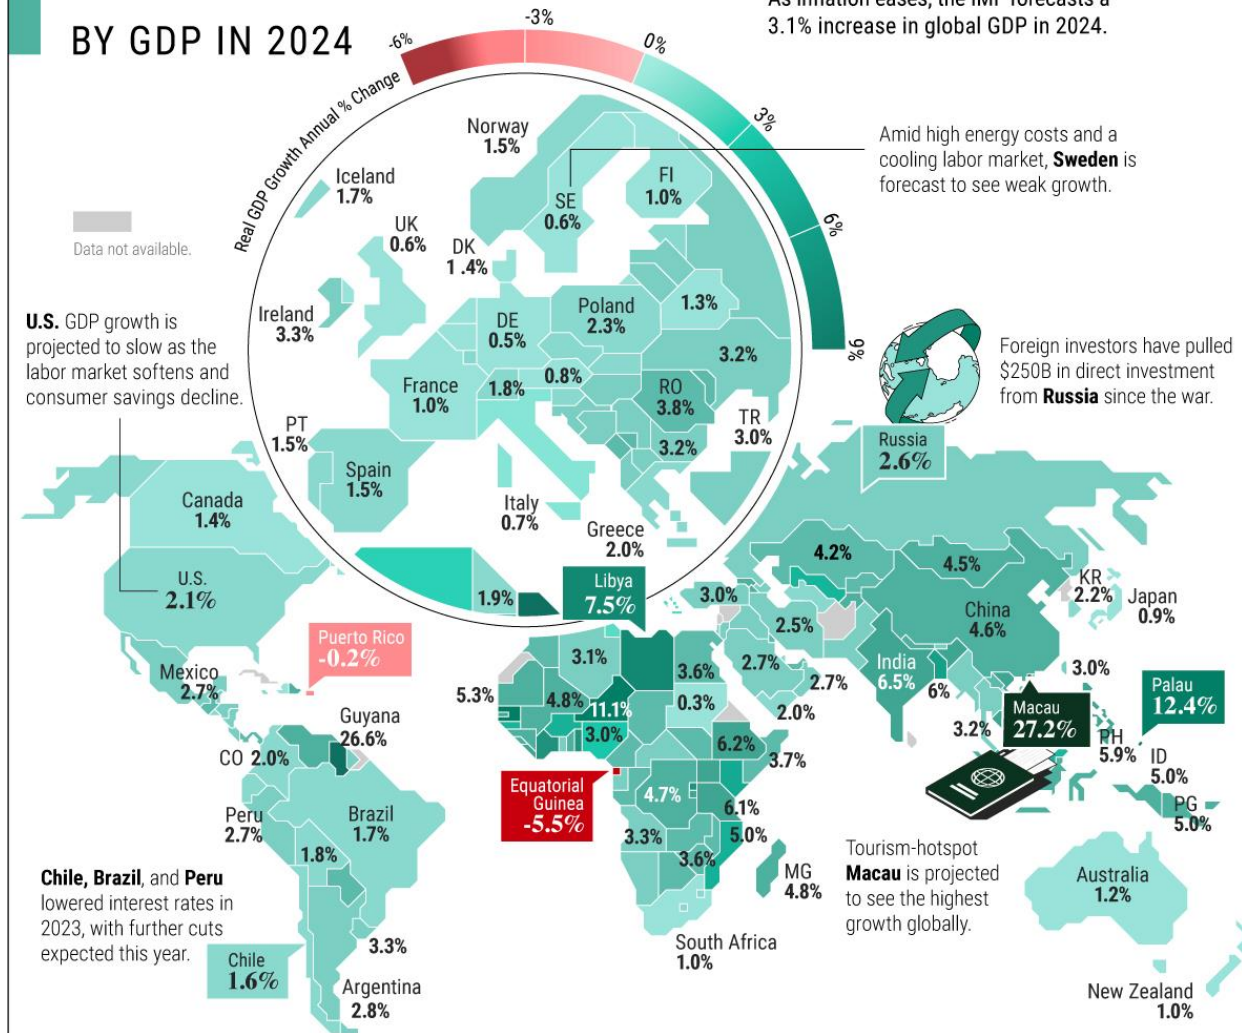 As inflation eases, the IMF forecasts a
3.1% increase in global GDP in 2024.
BY GDP IN 2024
Real GDP Growth Annual % Change
-6%
-3%
0%
3%
6%
9%
Data not available.
Amid high energy costs and a
cooling labor market, Sweden is
forecast to see weak growth.
Norway
1.5%
Iceland
1.7%
FI
1.0%
SE
0.6%
UK
0.6%
DK
1.4%
Ireland
3.3%
DE
0.5%
Poland
2.3%
1.3%
3.2%
France
1.0%
1.8%
0.8%
RO
3.8%
3.2%
TR
3.0%
PT
1.5%
Spain
1.5%
Italy
0.7%
Greece
2.0%
1.9%
U.S. GDP growth is
projected to slow as the
labor market softens and
consumer savings decline.
Foreign investors have pulled
$250B in direct investment
from Russia since the war.
Russia
2.6%
Canada
1.4%
U.S.
2.1%
Puerto Rico
-0.2%
Mexico
2.7%
Guyana
26.6%
CO 2.0%
Peru
2.7%
Brazil
1.7%
1.8%
Chile, Brazil, and Peru
lowered interest rates in
2023, with further cuts
expected this year.
Chile
1.6%
3.3%
Argentina
2.8%
Libya
7.5%
3.1%
3.6%
5.3%
4.8%
11.1%
0.3%
3.0%
6.2%
3.7%
Equatorial
Guinea
-5.5%
4.7%
6.1%
3.3%
5.0%
3.6%
MG
4.8%
South Africa
1.0%
4.2%
4.5%
3.0%
2.5%
China
4.6%
KR
2.2%
Japan
0.9%
2.7%
2.7%
2.0%
India
6.5%
6%
3.2%
3.0%
Macau
27.2%
Palau
12.4%
PH
5.9%
ID
5.0%
PG
5.0%
Tourism-hotspot
Macau is projected
to see the highest
growth globally.
Australia
1.2%
New Zealand
1.0%